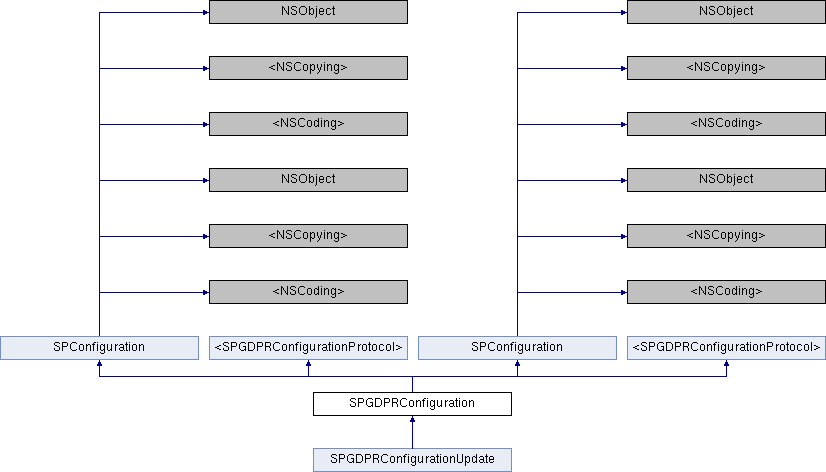 NSObject NSObject
<NSCopying> <NSCopying>
<NSCoding> <NSCoding>
NSObject NSObject
<NSCopying> <NSCopying>
<NSCoding> <NSCoding>
SPConfiguration <SPGDPRConfigurationProtocol> SPConfiguration <SPGDPRConfigurationProtocol>
SPGDPRConfiguration
SPGDPRConfigurationUpdate